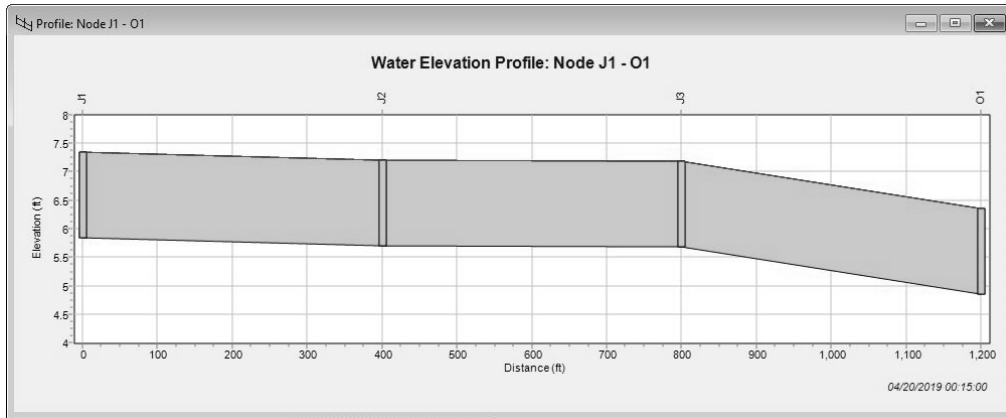 Profile: Node J1 - O1
Water Elevation Profile: Node J1 - O1
J1
J2
J3
O1
8
7.5
7
6.5
6
5.5
5
4.5
4
Elevation (ft)
0 100 200 300 400 500 600 700 800 900 1,000 1,100 1,200
Distance (ft)
04/20/2019 00:15:00